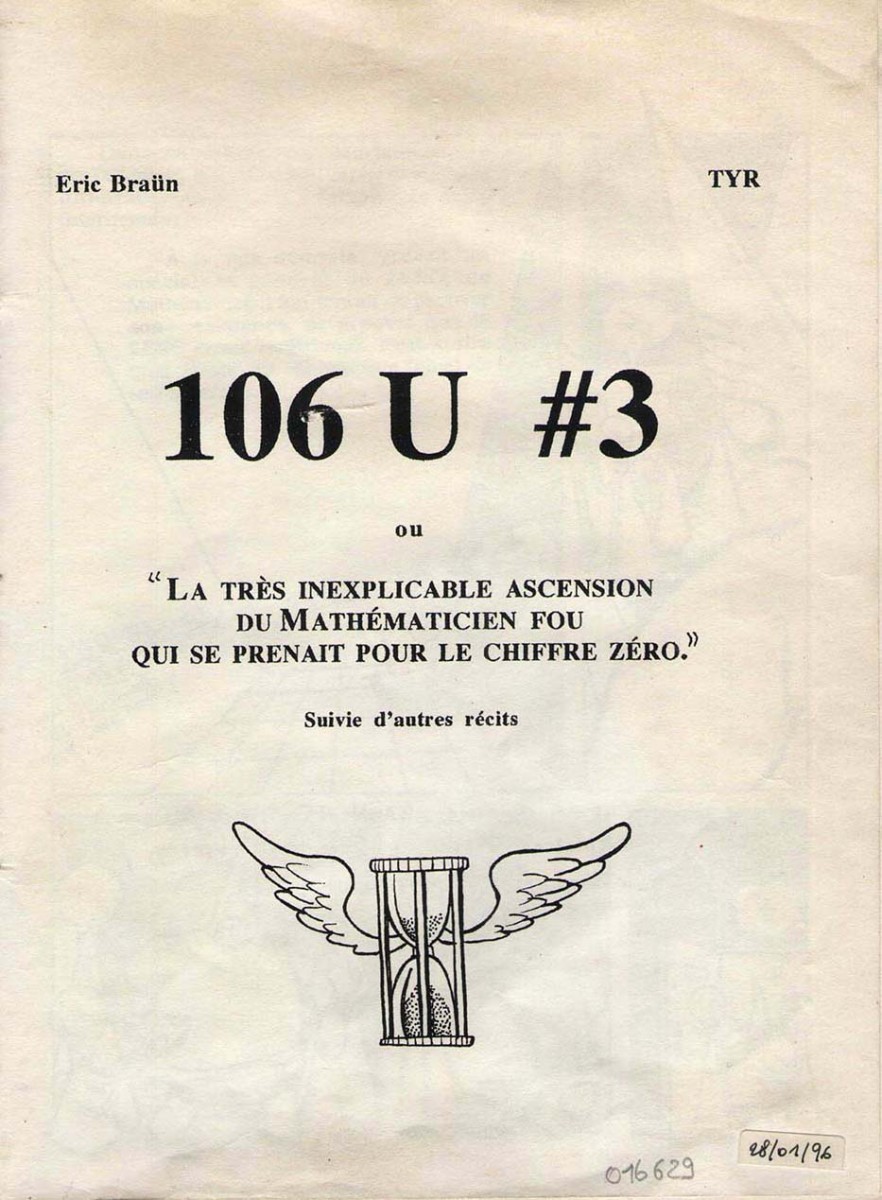 Eric Braün TYR
106 U #3
ou
“LA TRÈS INEXPLICABLE ASCENSION
DU MATHÉMATICIEN FOU
QUI SE PRENAIT POUR LE CHIFFRE ZÉRO.”
Suivie d’autres récits
28/01/96
016629